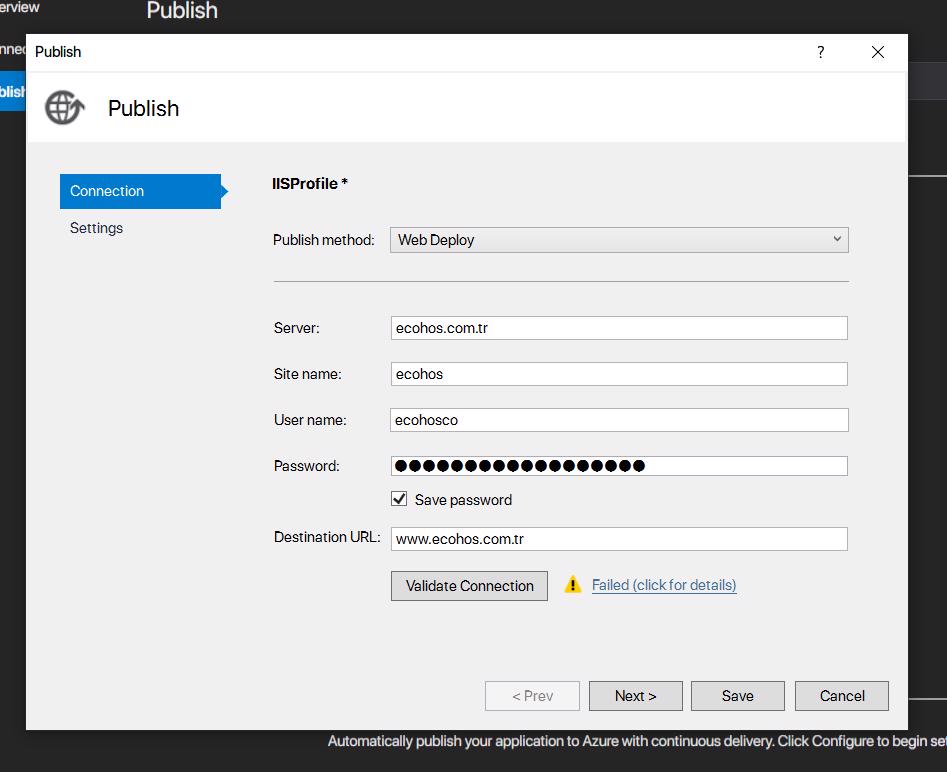 erview
Publish
nnec
Publish ?
blish
Publish
Connection
IISProfile *
Settings
Publish method: Web Deploy
Server: ecohos.com.tr
Site name: ecohos
User name: ecohosco
Password: ●●●●●●●●●●●●●●●●●●
Save password
Destination URL: www.ecohos.com.tr
Validate Connection Failed (click for details)
< Prev Next > Save Cancel
Automatically publish your application to Azure with continuous delivery. Click Configure to begin set